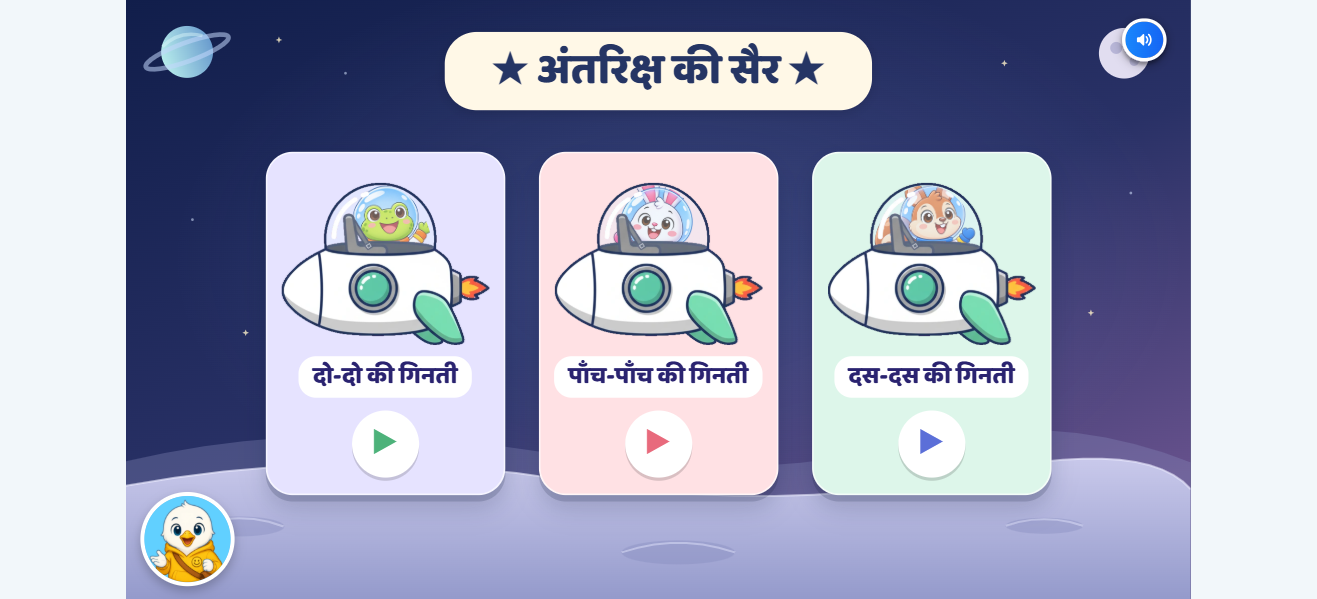 ★ अंतरिक्ष की सैर ★
दो-दो की गिनती
पाँच-पाँच की गिनती
दस-दस की गिनती